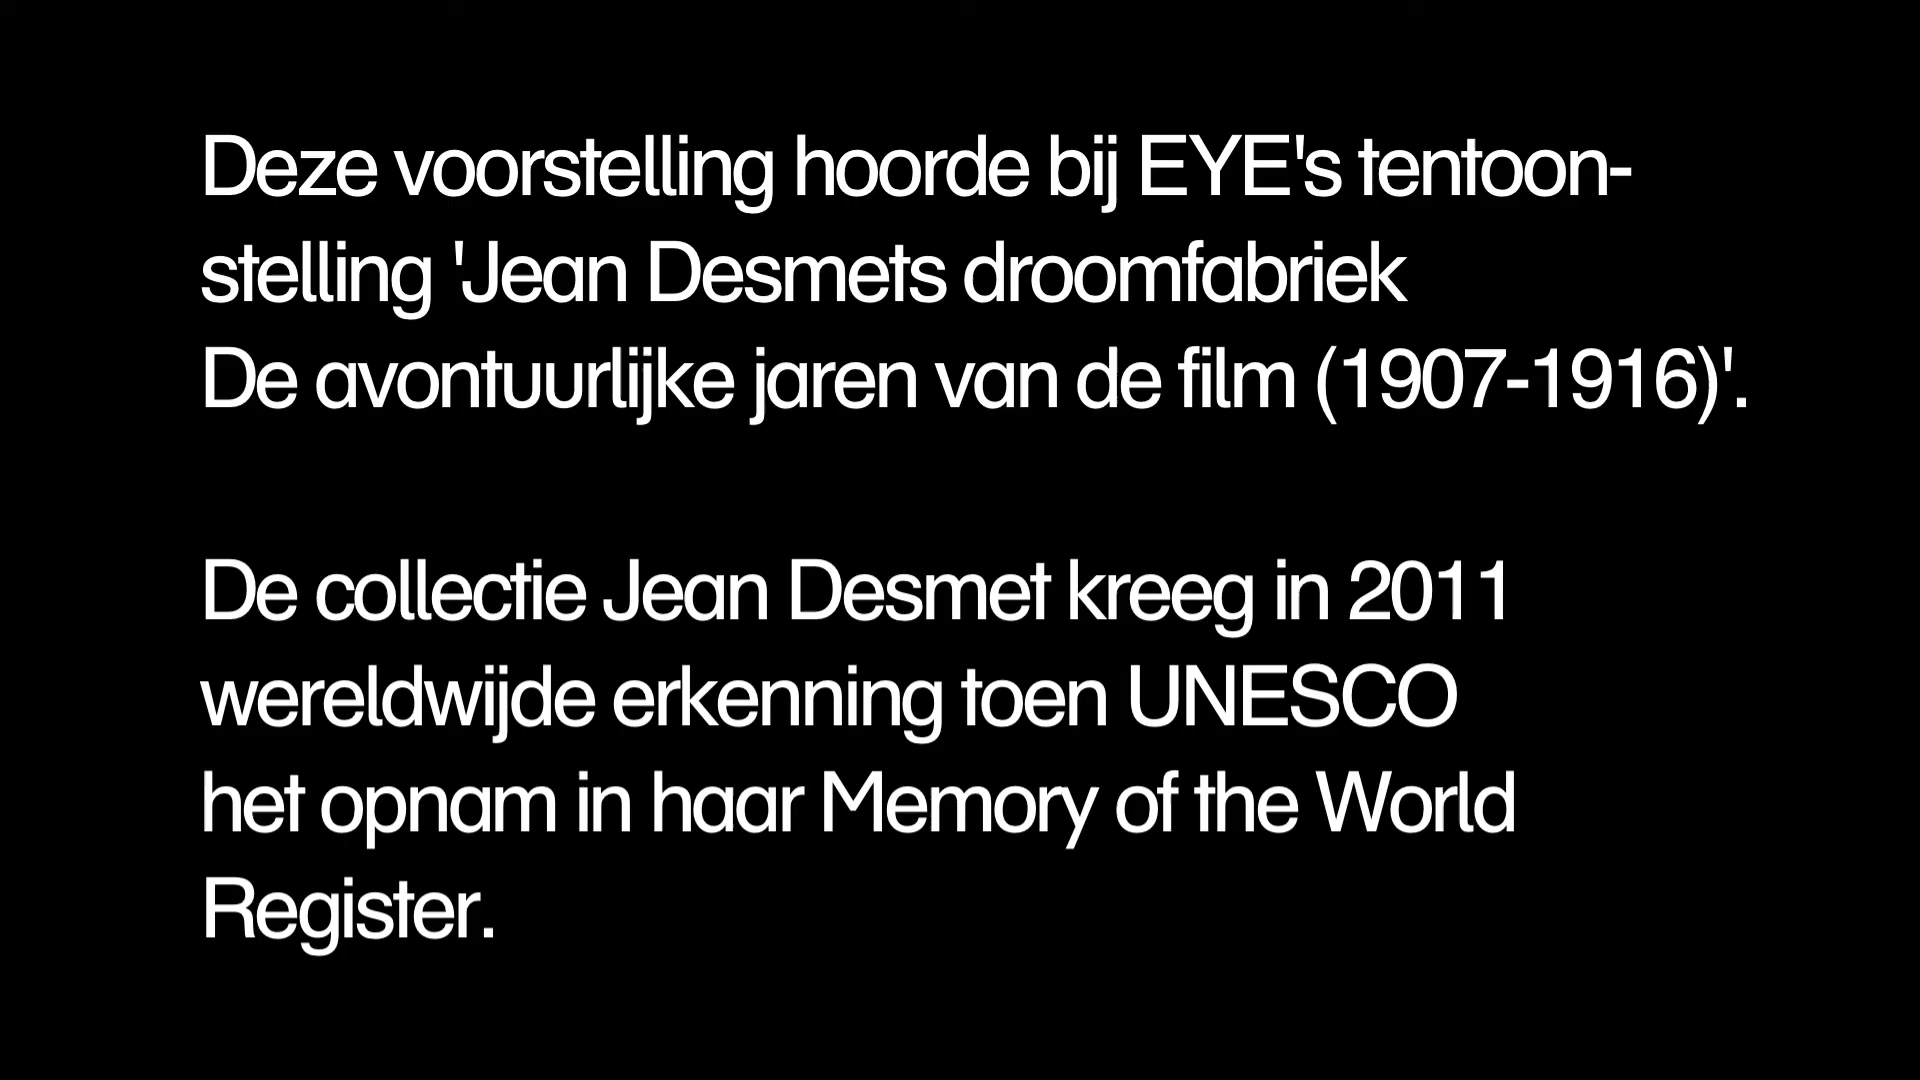 Deze voorstelling hoorde bij EYE's tentoon-
stelling 'Jean Desmets droomfabriek
De avontuurlijke jaren van de film (1907-1916)'.
De collectie Jean Desmet kreeg in 2011
wereldwijde erkenning toen UNESCO
het opnam in haar Memory of the World
Register.